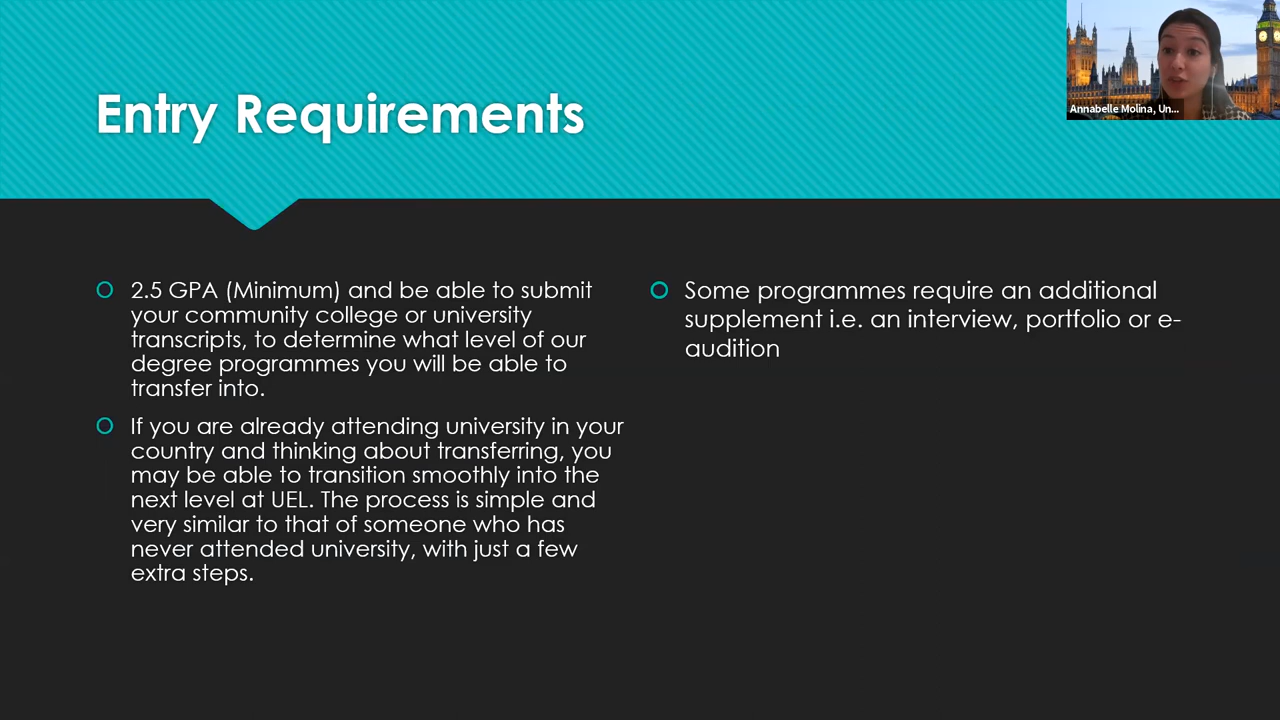 Entry Requirements
Annabelle Molina, Un...
2.5 GPA (Minimum) and be able to submit
your community college or university
transcripts, to determine what level of our
degree programmes you will be able to
transfer into.
If you are already attending university in your
country and thinking about transferring, you
may be able to transition smoothly into the
next level at UEL. The process is simple and
very similar to that of someone who has
never attended university, with just a few
extra steps.
Some programmes require an additional
supplement i.e. an interview, portfolio or e-
audition